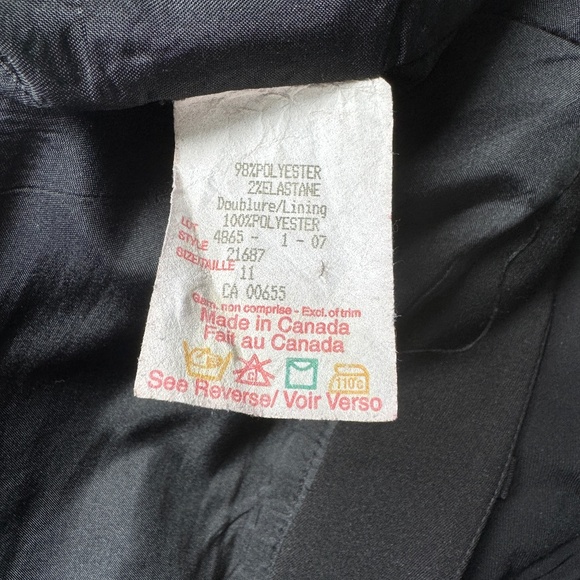 98%POLYESTER
2%ELASTANE
Doublure/Lining
100%POLYESTER
LOT 4865 - 1 - 07
STYLE 21687
SIZE/TAILLE 11
CA 00655
Garn. non comprise - Excl. of trim
Made in Canada
Fait au Canada
110°C
See Reverse/ Voir Verso